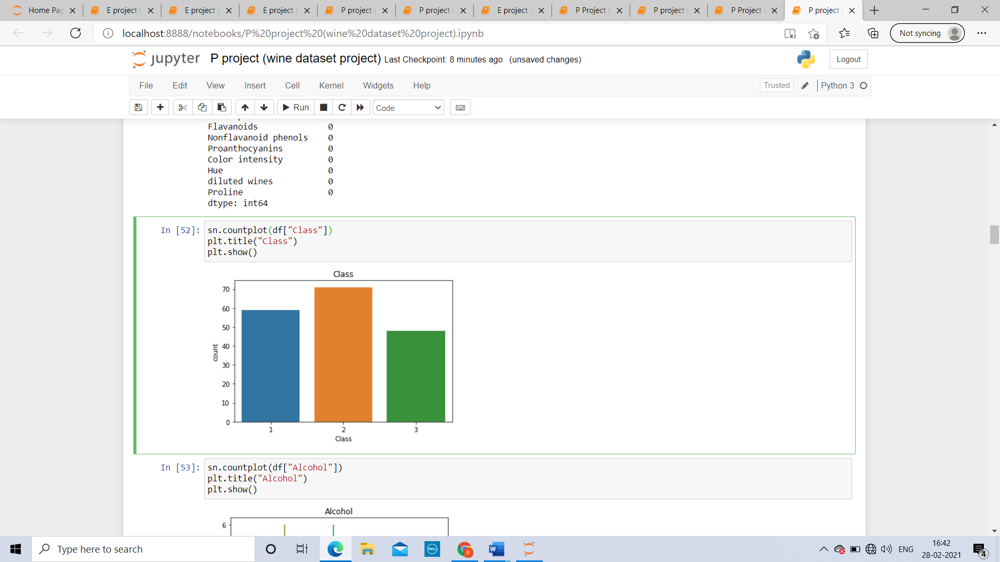 Home Pag
E project (
E project (
E project (
P project (
P project (
E project 3
P Project (
P project (
P Project (
P project (
localhost:8888/notebooks/P%20project%20(wine%20dataset%20project).ipynb
Not syncing
jupyter P project (wine dataset project) Last Checkpoint: 8 minutes ago (unsaved changes)
Logout
File Edit View Insert Cell Kernel Widgets Help
Trusted Python 3
Run Code
Flavanoids 0
Nonflavanoid phenols 0
Proanthocyanins 0
Color intensity 0
Hue 0
diluted wines 0
Proline 0
dtype: int64
In [52]: sn.countplot(df["Class"])
plt.title("Class")
plt.show()
Class
70
60
50
40
30
20
10
0
count
1 2 3
Class
In [53]: sn.countplot(df["Alcohol"])
plt.title("Alcohol")
plt.show()
Alcohol
6
Type here to search
DELL
P
W
ENG
16:42
28-02-2021
4